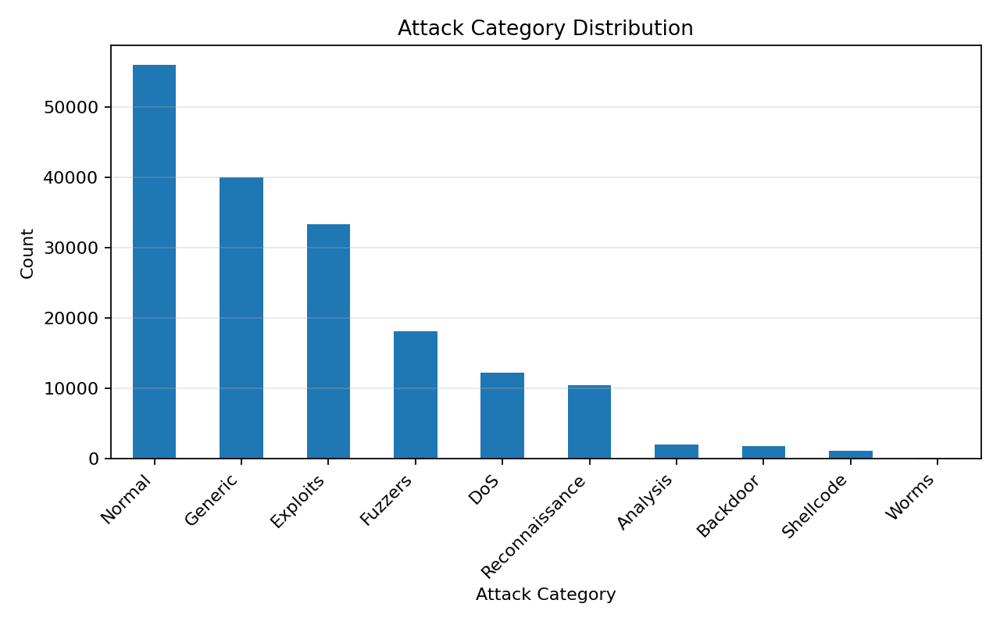 Attack Category Distribution
50000
40000
30000
20000
10000
0
Count
Normal
Generic
Exploits
Fuzzers
DoS
Reconnaissance
Analysis
Backdoor
Shellcode
Worms
Attack Category